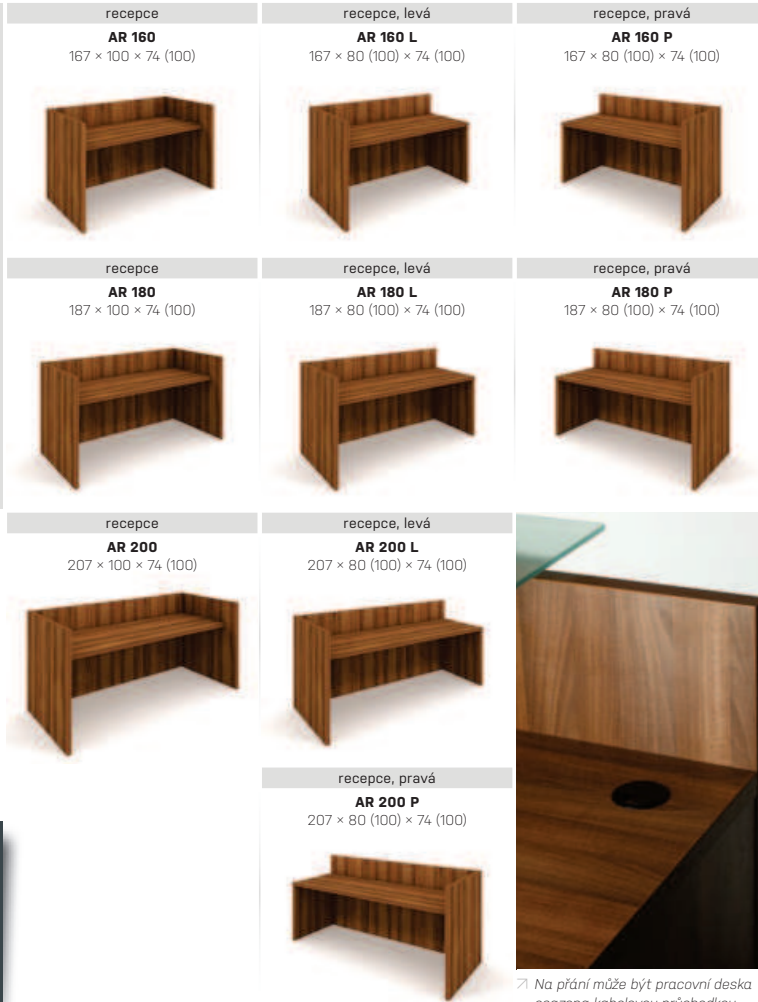 recepce
AR 160
167 × 100 × 74 (100)
recepce, levá
AR 160 L
167 × 80 (100) × 74 (100)
recepce, pravá
AR 160 P
167 × 80 (100) × 74 (100)
recepce
AR 180
187 × 100 × 74 (100)
recepce, levá
AR 180 L
187 × 80 (100) × 74 (100)
recepce, pravá
AR 180 P
187 × 80 (100) × 74 (100)
recepce
AR 200
207 × 100 × 74 (100)
recepce, levá
AR 200 L
207 × 80 (100) × 74 (100)
recepce, pravá
AR 200 P
207 × 80 (100) × 74 (100)
Na přání může být pracovní deska